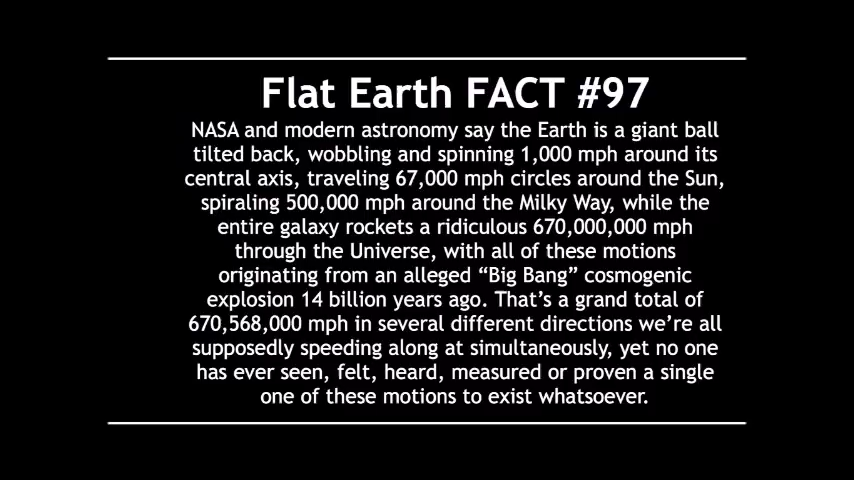 Flat Earth FACT #97
NASA and modern astronomy say the Earth is a giant ball
tilted back, wobbling and spinning 1,000 mph around its
central axis, traveling 67,000 mph circles around the Sun,
spiraling 500,000 mph around the Milky Way, while the
entire galaxy rockets a ridiculous 670,000,000 mph
through the Universe, with all of these motions
originating from an alleged “Big Bang” cosmogenic
explosion 14 billion years ago. That’s a grand total of
670,568,000 mph in several different directions we’re all
supposedly speeding along at simultaneously, yet no one
has ever seen, felt, heard, measured or proven a single
one of these motions to exist whatsoever.